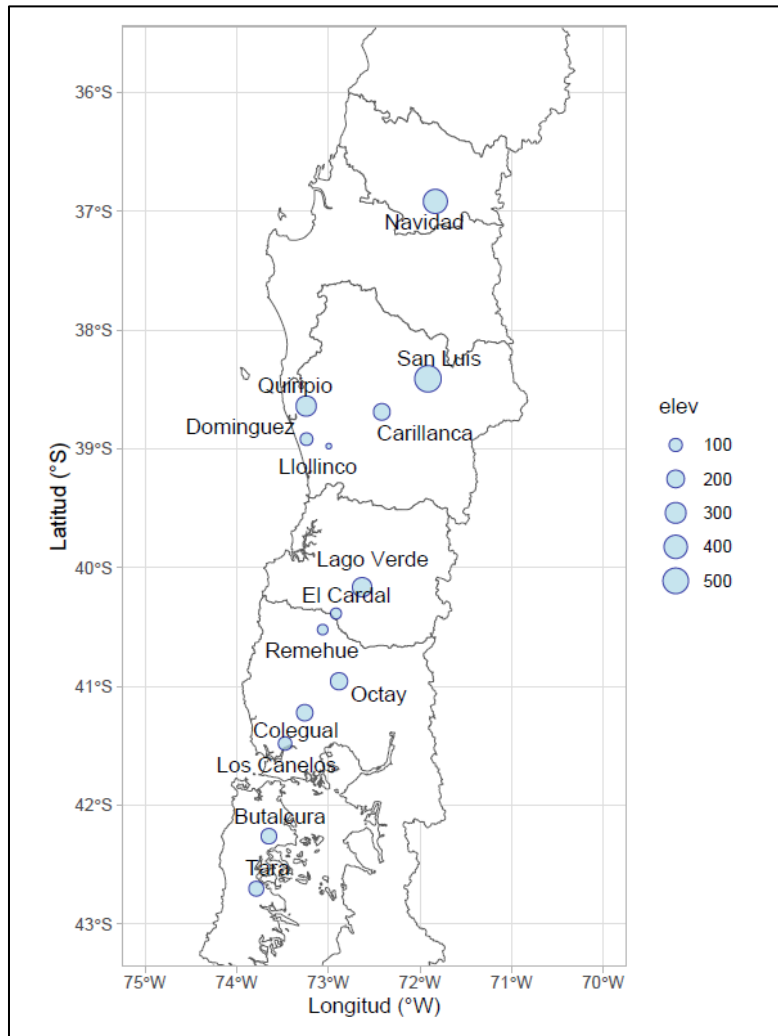 36°S
37°S
Navidad
38°S
San Luis
Quiripio
Dominguez
Carillanca
39°S
Llollinco
Latitud (°S)
40°S
Lago Verde
El Cardal
Remehue
41°S
Octay
Colegual
Los Canelos
42°S
Butalcura
Tara
43°S
75°W 74°W 73°W 72°W 71°W 70°W
Longitud (°W)
elev
100
200
300
400
500